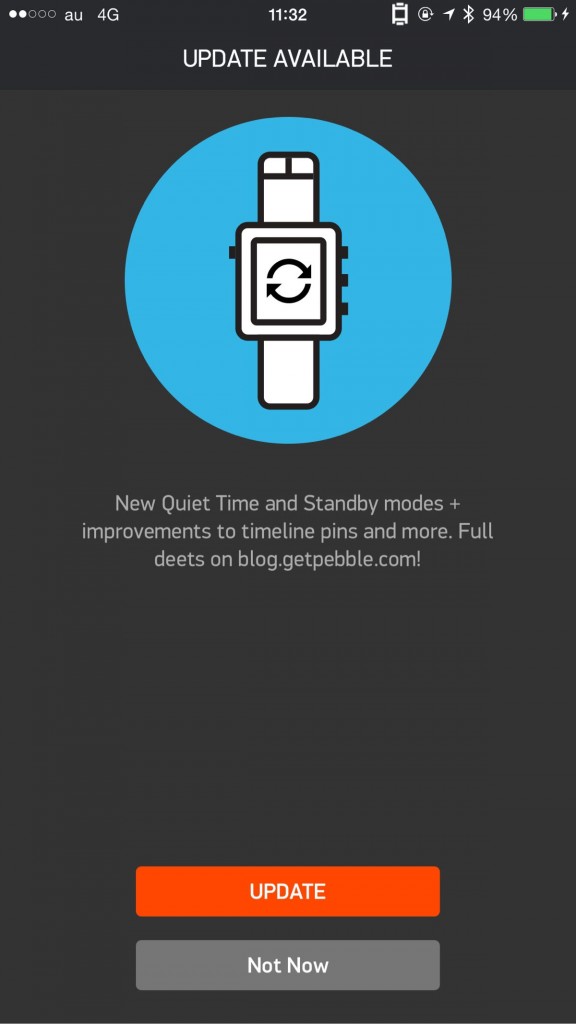 au 4G 11:32 94%
UPDATE AVAILABLE
New Quiet Time and Standby modes +
improvements to timeline pins and more. Full
deets on blog.getpebble.com!
UPDATE
Not Now